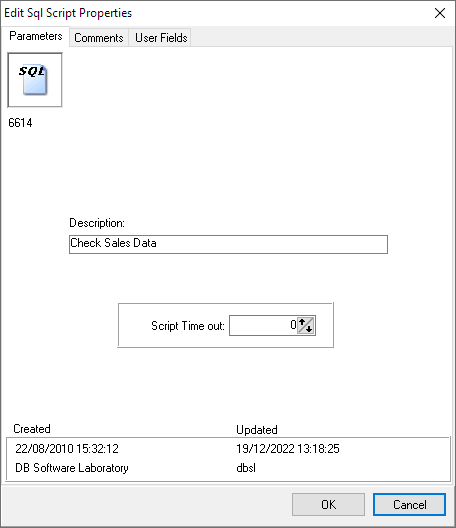 Edit Sql Script Properties
Parameters Comments User Fields
SQL
6614
Description:
Check Sales Data
Script Time out: 0
Created Updated
22/08/2010 15:32:12 19/12/2022 13:18:25
DB Software Laboratory dbsl
OK Cancel